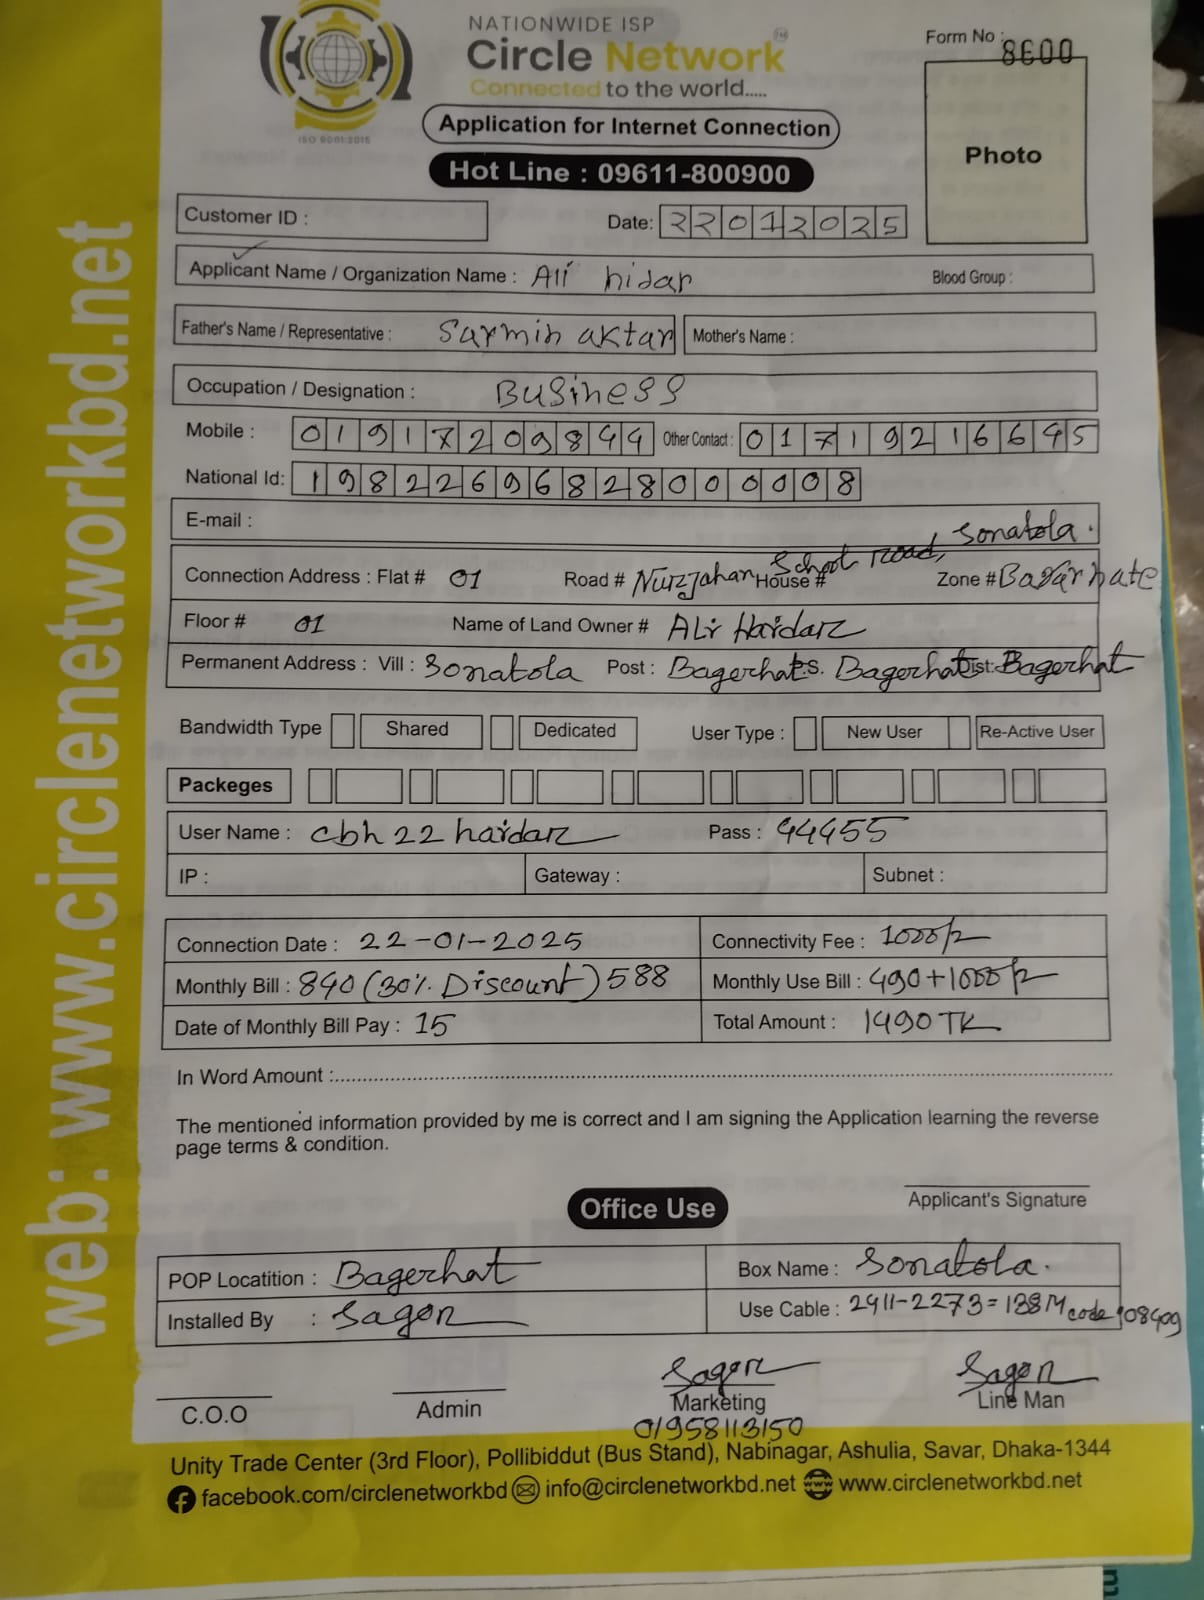 NATIONWIDE ISP
Circle Network
Connected to the world.....
ISO 9001:2015
Form No : 8600
Application for Internet Connection
Photo
Hot Line : 09611-800900
web: www.circlenetworkbd.net
Customer ID :
Date: 22012025
Applicant Name / Organization Name : Ali hidar Blood Group :
Father's Name / Representative : Sarmin aktar Mother's Name :
Occupation / Designation : Business
Mobile : 01917209844 Other Contact : 01719216645
National Id: 19822696828000008
E-mail :
Connection Address : Flat # 01 Road # Nurzjahan School road, Sonatola. House # Zone # Bagarhate
Floor # 01 Name of Land Owner # ALi Haidar
Permanent Address : Vill : Sonatola Post : Bagerhat P.S. Bagerhat Dist: Bagerhat
Bandwidth Type Shared Dedicated User Type : New User Re-Active User
Packeges
User Name : cbh22haidar Pass : 44455
IP : Gateway : Subnet :
Connection Date : 22-01-2025 Connectivity Fee : 1000/=
Monthly Bill : 840 (30% Discount) 588 Monthly Use Bill : 490+1000/=
Date of Monthly Bill Pay : 15 Total Amount : 1490 TK
In Word Amount :
The mentioned information provided by me is correct and I am signing the Application learning the reverse
page terms & condition.
Applicant's Signature
Office Use
POP Locatition : Bagerhat Box Name : Sonatola.
Installed By : Sagor Use Cable : 2411-2273=138M code
Sagor Sagor
C.O.O Admin Marketing Line Man
01958113150
Unity Trade Center (3rd Floor), Pollibiddut (Bus Stand), Nabinagar, Ashulia, Savar, Dhaka-1344
facebook.com/circlenetworkbd info@circlenetworkbd.net www.circlenetworkbd.net